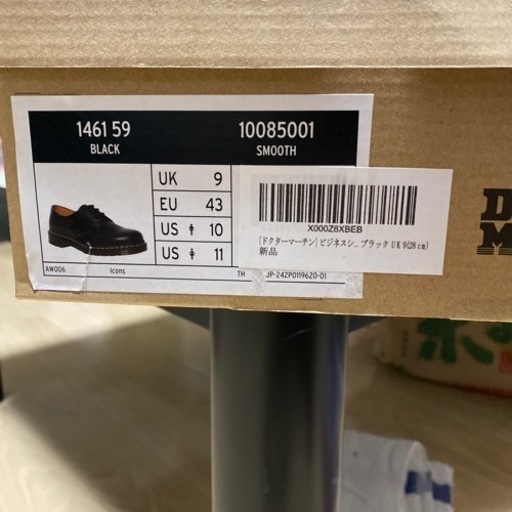 1461 59
BLACK
10085001
SMOOTH
UK 9
EU 43
US 10
US 11
AW006
Icons
TH
JP-242P0119620-01
X000Z6XBEB
[ドクターマーチン] ビジネスシ... ブラック UK 9(28 cm)
新品
D
M